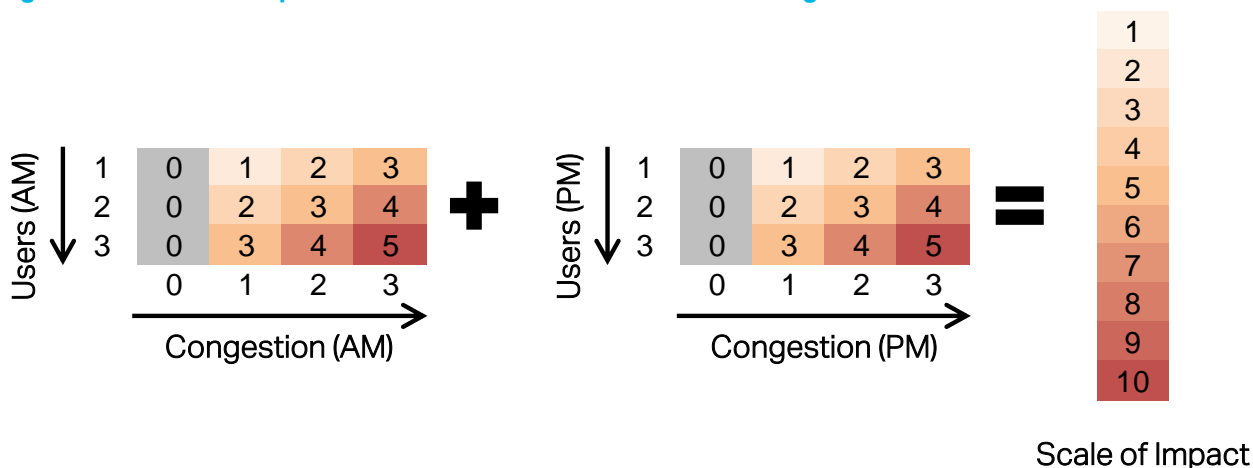 Users (AM)
1 0 1 2 3
2 0 2 3 4
3 0 3 4 5
0 1 2 3
Congestion (AM)
+
Users (PM)
1 0 1 2 3
2 0 2 3 4
3 0 3 4 5
0 1 2 3
Congestion (PM)
=
1
2
3
4
5
6
7
8
9
10
Scale of Impact